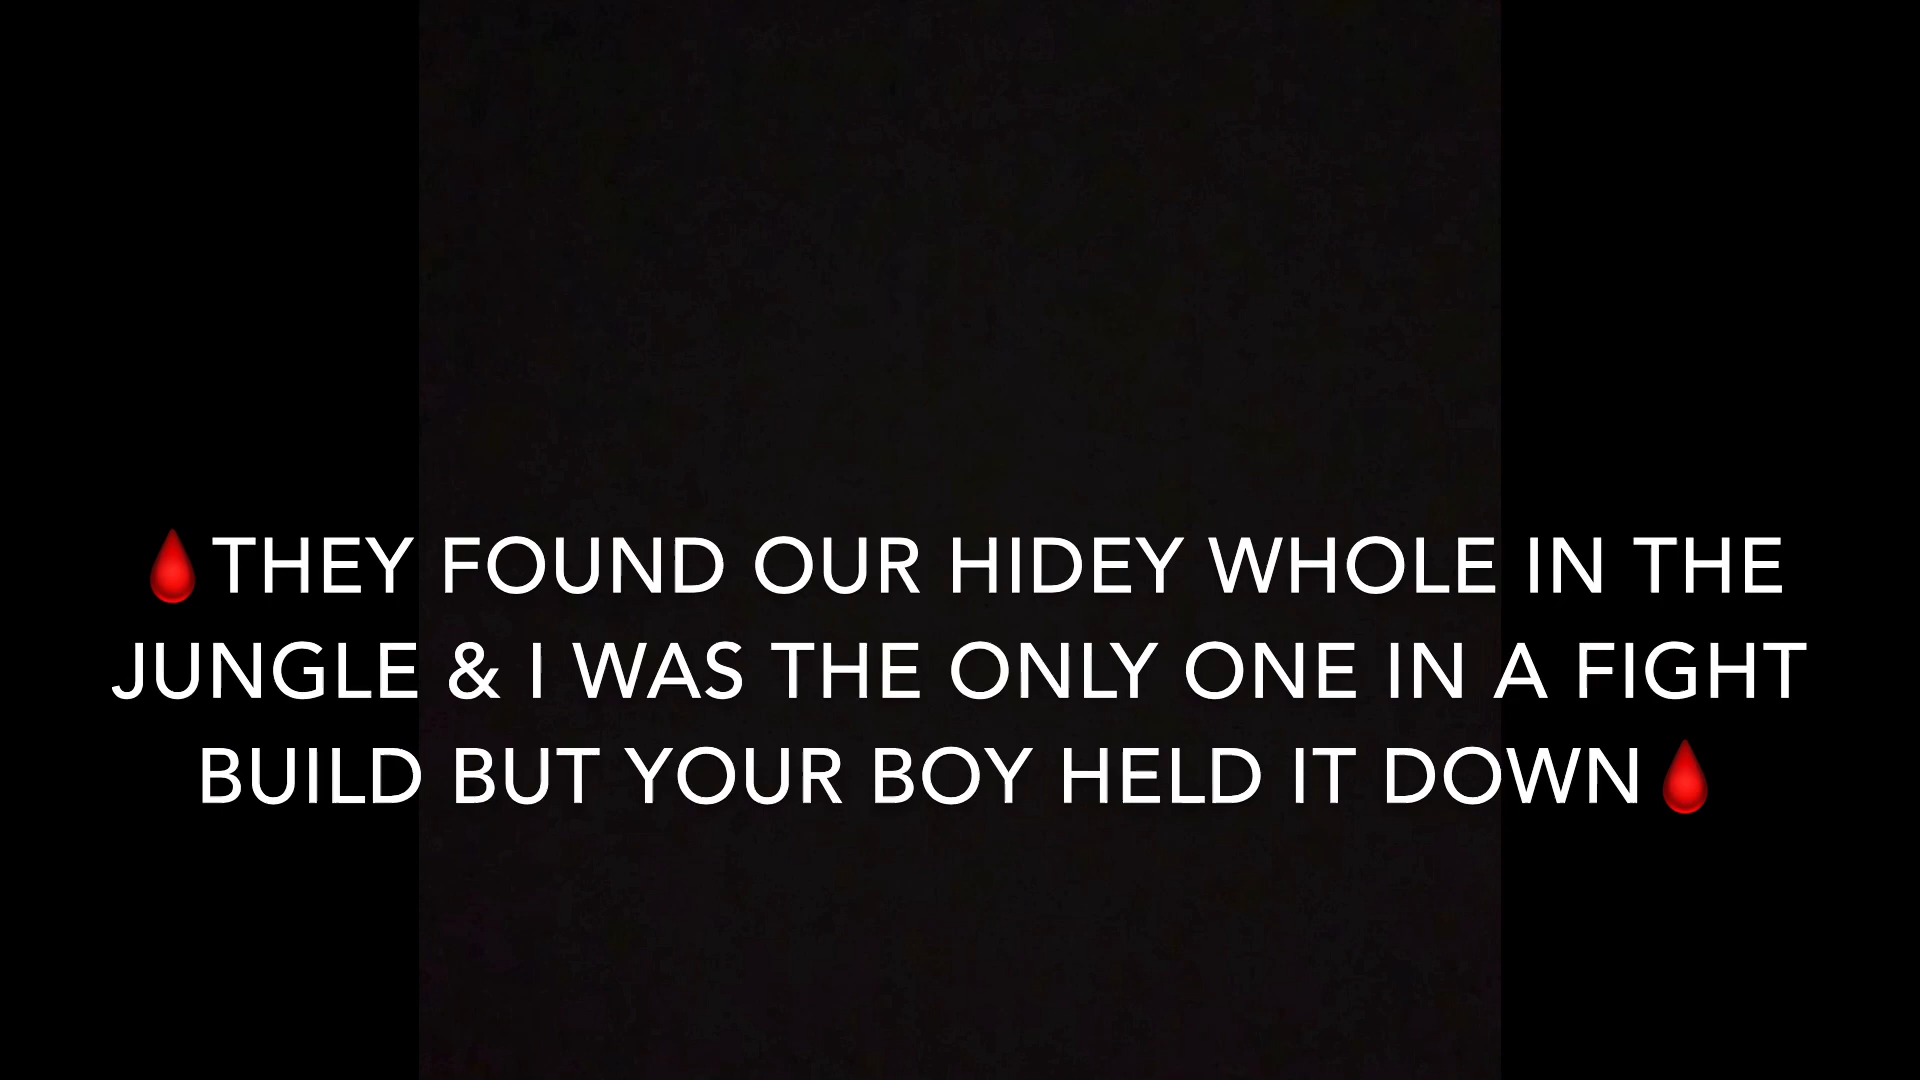 🩸THEY FOUND OUR HIDEY WHOLE IN THE
JUNGLE & I WAS THE ONLY ONE IN A FIGHT
BUILD BUT YOUR BOY HELD IT DOWN🩸